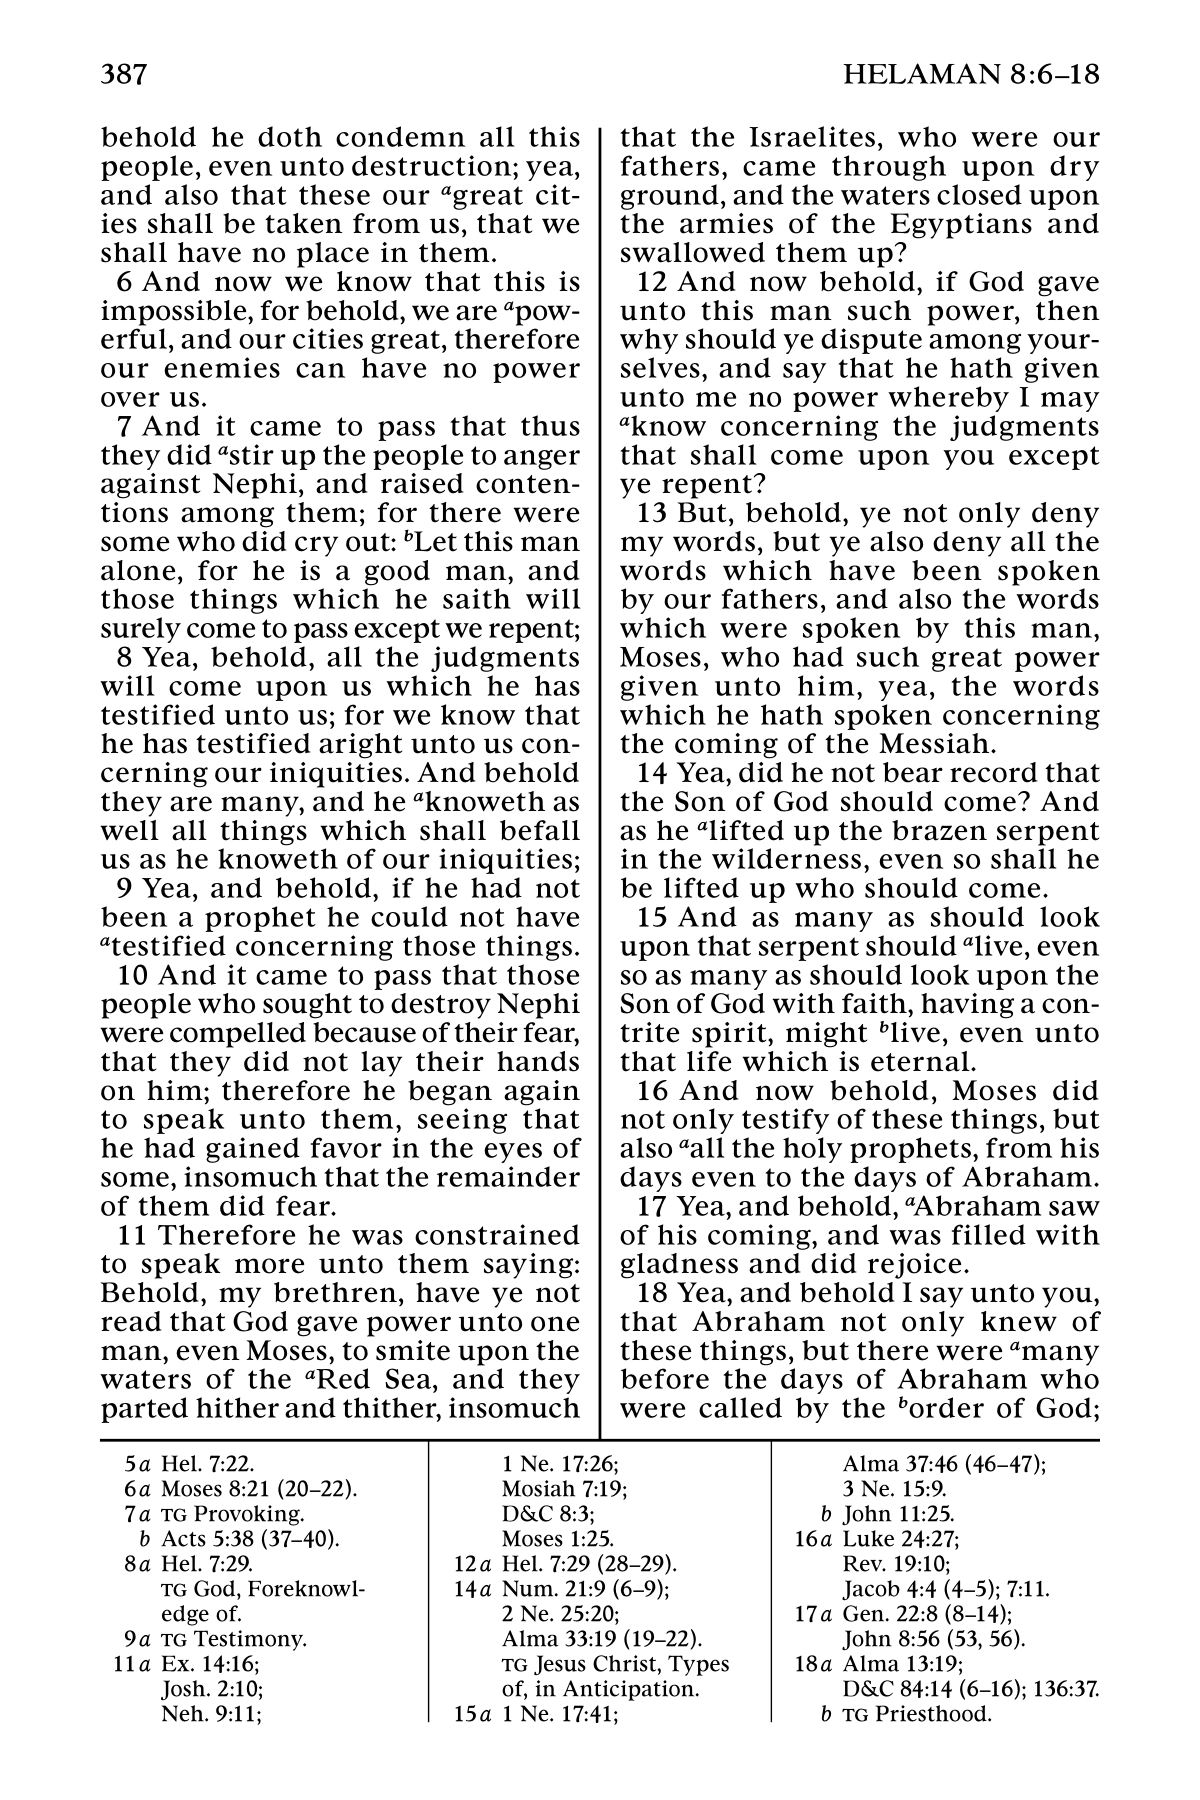 387
HELAMAN 8:6–18
behold he doth condemn all this
people, even unto destruction; yea,
and also that these our a great cit-
ies shall be taken from us, that we
shall have no place in them.
6 And now we know that this is
impossible, for behold, we are a pow-
erful, and our cities great, therefore
our enemies can have no power
over us.
7 And it came to pass that thus
they did a stir up the people to anger
against Nephi, and raised conten-
tions among them; for there were
some who did cry out: b Let this man
alone, for he is a good man, and
those things which he saith will
surely come to pass except we repent;
8 Yea, behold, all the judgments
will come upon us which he has
testified unto us; for we know that
he has testified aright unto us con-
cerning our iniquities. And behold
they are many, and he a knoweth as
well all things which shall befall
us as he knoweth of our iniquities;
9 Yea, and behold, if he had not
been a prophet he could not have
a testified concerning those things.
10 And it came to pass that those
people who sought to destroy Nephi
were compelled because of their fear,
that they did not lay their hands
on him; therefore he began again
to speak unto them, seeing that
he had gained favor in the eyes of
some, insomuch that the remainder
of them did fear.
11 Therefore he was constrained
to speak more unto them saying:
Behold, my brethren, have ye not
read that God gave power unto one
man, even Moses, to smite upon the
waters of the a Red Sea, and they
parted hither and thither, insomuch
that the Israelites, who were our
fathers, came through upon dry
ground, and the waters closed upon
the armies of the Egyptians and
swallowed them up?
12 And now behold, if God gave
unto this man such power, then
why should ye dispute among your-
selves, and say that he hath given
unto me no power whereby I may
a know concerning the judgments
that shall come upon you except
ye repent?
13 But, behold, ye not only deny
my words, but ye also deny all the
words which have been spoken
by our fathers, and also the words
which were spoken by this man,
Moses, who had such great power
given unto him, yea, the words
which he hath spoken concerning
the coming of the Messiah.
14 Yea, did he not bear record that
the Son of God should come? And
as he a lifted up the brazen serpent
in the wilderness, even so shall he
be lifted up who should come.
15 And as many as should look
upon that serpent should a live, even
so as many as should look upon the
Son of God with faith, having a con-
trite spirit, might b live, even unto
that life which is eternal.
16 And now behold, Moses did
not only testify of these things, but
also a all the holy prophets, from his
days even to the days of Abraham.
17 Yea, and behold, a Abraham saw
of his coming, and was filled with
gladness and did rejoice.
18 Yea, and behold I say unto you,
that Abraham not only knew of
these things, but there were a many
before the days of Abraham who
were called by the b order of God;
5a Hel. 7:22.
6a Moses 8:21 (20–22).
7a TG Provoking.
b Acts 5:38 (37–40).
8a Hel. 7:29.
TG God, Foreknowl-
edge of.
9a TG Testimony.
11a Ex. 14:16;
Josh. 2:10;
Neh. 9:11;
1 Ne. 17:26;
Mosiah 7:19;
D&C 8:3;
Moses 1:25.
12a Hel. 7:29 (28–29).
14a Num. 21:9 (6–9);
2 Ne. 25:20;
Alma 33:19 (19–22).
TG Jesus Christ, Types
of, in Anticipation.
15a 1 Ne. 17:41;
Alma 37:46 (46–47);
3 Ne. 15:9.
b John 11:25.
16a Luke 24:27;
Rev. 19:10;
Jacob 4:4 (4–5); 7:11.
17a Gen. 22:8 (8–14);
John 8:56 (53, 56).
18a Alma 13:19;
D&C 84:14 (6–16); 136:37.
b TG Priesthood.